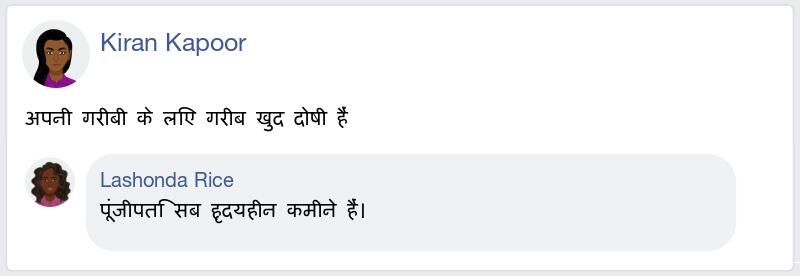 Kiran Kapoor
अपनी गरीबी के लिए गरीब खुद दोषी हैं
Lashonda Rice
पूंजीपति सब हृदयहीन कमीने हैं।